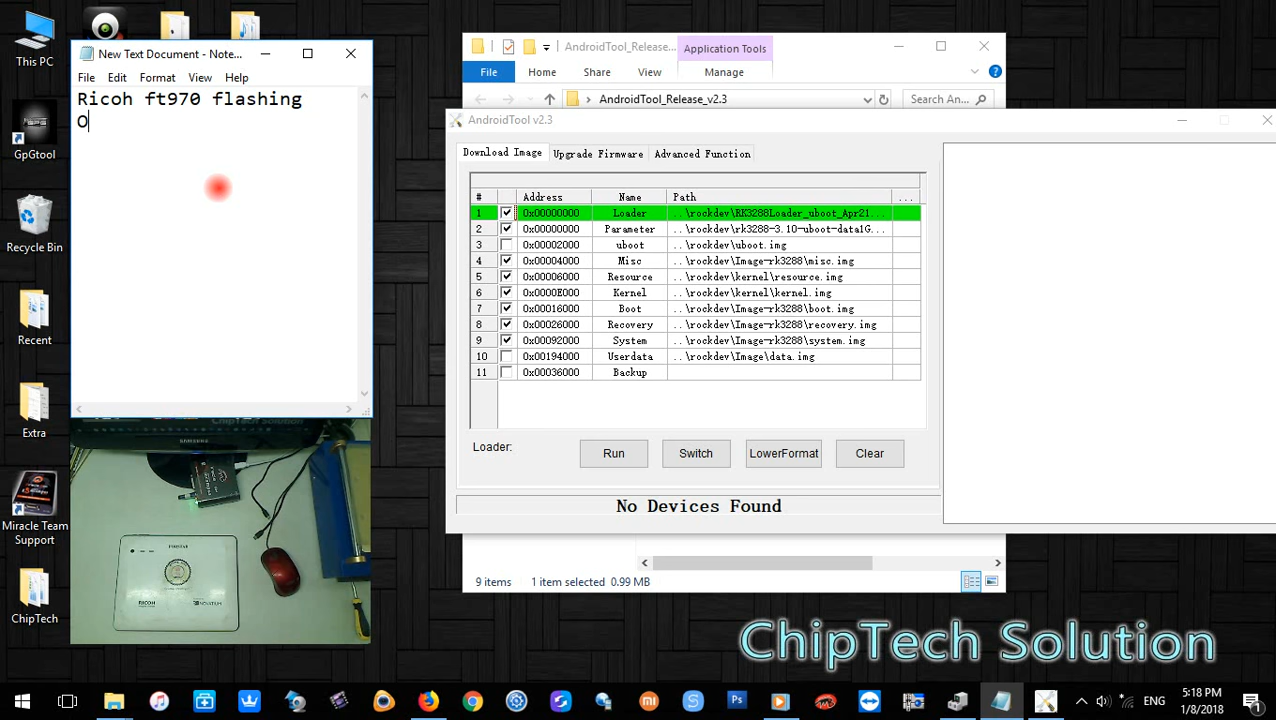 This PC
GpGtool
Recycle Bin
Recent
Extra
Miracle Team
Support
ChipTech
New Text Document - Note...
File Edit Format View Help
Ricoh ft970 flashing
O
AndroidTool_Release... Application Tools
File Home Share View Manage
AndroidTool_Release_v2.3 Search An...
AndroidTool v2.3
Download Image Upgrade Firmware Advanced Function
# Address Name Path ...
1 0x00000000 Loader ..\rockdev\RK3288Loader_uboot_Apr21...
2 0x00000000 Parameter ..\rockdev\rk3288-3.10-uboot-data1G...
3 0x00002000 uboot ..\rockdev\uboot.img
4 0x00004000 Misc ..\rockdev\Image-rk3288\misc.img
5 0x00006000 Resource ..\rockdev\kernel\resource.img
6 0x0000E000 Kernel ..\rockdev\kernel\kernel.img
7 0x00016000 Boot ..\rockdev\Image-rk3288\boot.img
8 0x00026000 Recovery ..\rockdev\Image-rk3288\recovery.img
9 0x00092000 System ..\rockdev\Image-rk3288\system.img
10 0x00194000 Userdata ..\rockdev\Image\data.img
11 0x00036000 Backup
Loader: Run Switch LowerFormat Clear
No Devices Found
9 items 1 item selected 0.99 MB
SAMSUNG
RICOH NOVATIUM
ChipTech Solution
ENG
5:18 PM
1/8/2018